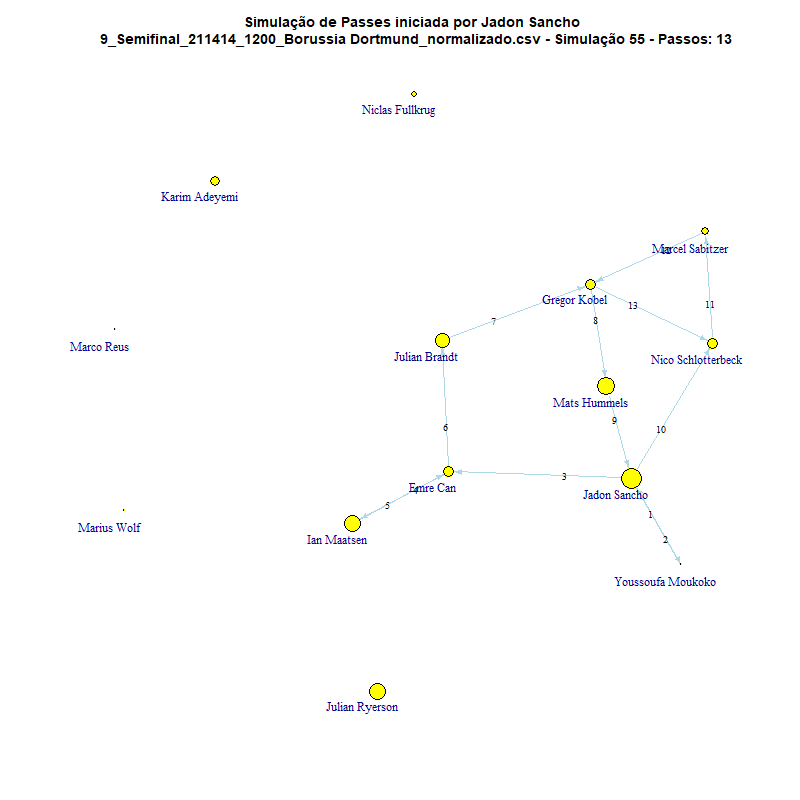 Simulação de Passes iniciada por Jadon Sancho
9_Semifinal_211414_1200_Borussia Dortmund_normalizado.csv - Simulação 55 - Passos: 13
Niclas Fullkrug
Karim Adeyemi
Marcel Sabitzer
12
Gregor Kobel
13
11
7
8
Marco Reus
Julian Brandt
Nico Schlotterbeck
Mats Hummels
9
6
10
3
Emre Can
4
Jadon Sancho
5
1
Marius Wolf
Ian Maatsen
2
Youssoufa Moukoko
Julian Ryerson